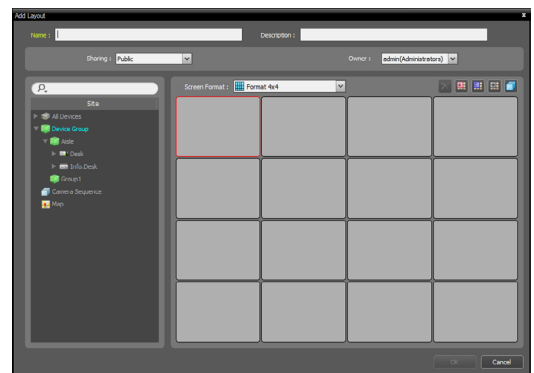 Add Layout
Name : Description :
Sharing : Public Owner : admin(Administrators)
Screen Format : Format 4x4
Site
All Devices
Device Group
Aisle
Desk
Info.Desk
Group1
Camera Sequence
Map
OK Cancel